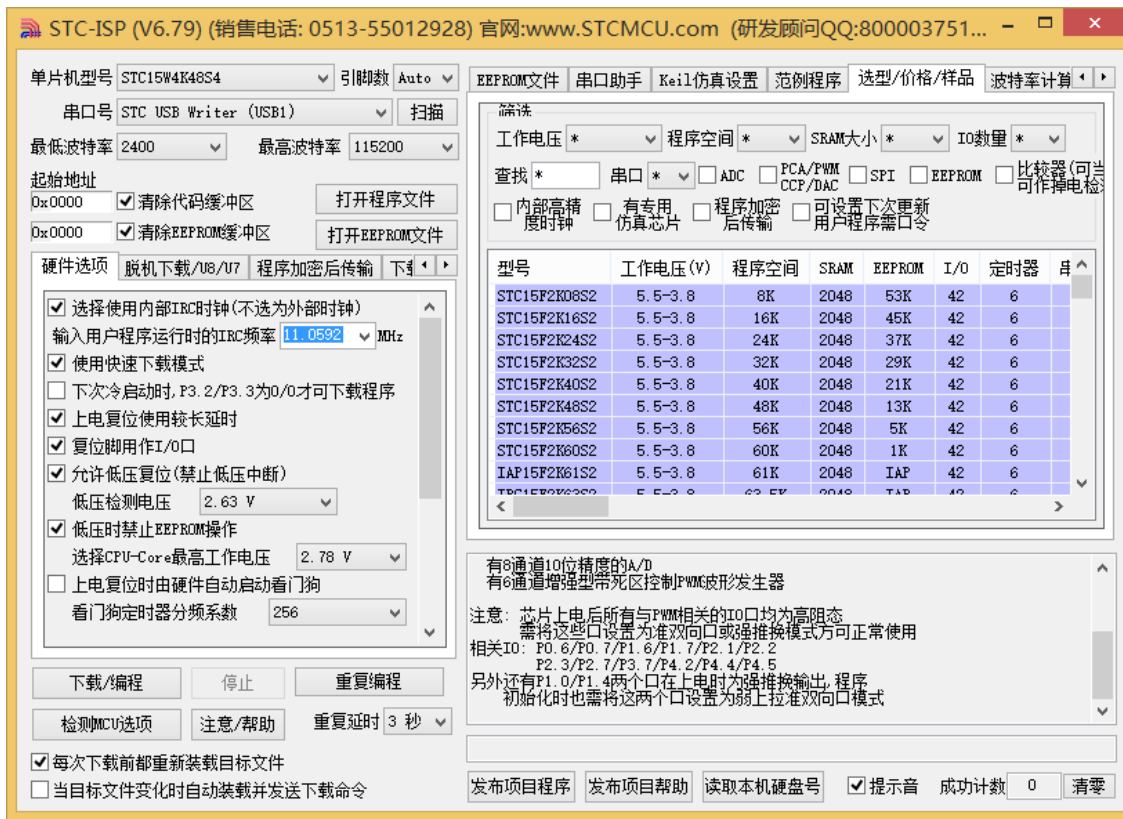 STC-ISP (V6.79) (销售电话: 0513-55012928) 官网:www.STCMCU.com (研发顾问QQ:800003751...
单片机型号 STC15W4K48S4 引脚数 Auto
串口号 STC USB Writer (USB1) 扫描
最低波特率 2400 最高波特率 115200
起始地址
0x0000 清除代码缓冲区 打开程序文件
0x0000 清除EEPROM缓冲区 打开EEPROM文件
硬件选项 脱机下载/U8/U7 程序加密后传输
选择使用内部IRC时钟(不选为外部时钟)
输入用户程序运行时的IRC频率 11.0592 MHz
使用快速下载模式
下次冷启动时,P3.2/P3.3为0/0才可下载程序
上电复位使用较长延时
复位脚用作I/O口
允许低压复位(禁止低压中断)
低压检测电压 2.63 V
低压时禁止EEPROM操作
选择CPU-Core最高工作电压 2.78 V
上电复位时由硬件自动启动看门狗
看门狗定时器分频系数 256
下载/编程 停止 重复编程
检测MCU选项 注意/帮助 重复延时 3 秒
每次下载前都重新装载目标文件
当目标文件变化时自动装载并发送下载命令
EEPROM文件 串口助手 Keil仿真设置 范例程序 选型/价格/样品 波特率计算
筛选
工作电压 * 程序空间 * SRAM大小 * IO数量 *
查找 * 串口 * ADC PCA/PWM CCP/DAC SPI EEPROM 比较器(可当 可作掉电检
内部高精度时钟 有专用仿真芯片 程序加密后传输 可设置下次更新用户程序需口令
型号 工作电压(V) 程序空间 SRAM EEPROM I/O 定时器
STC15F2K08S2 5.5-3.8 8K 2048 53K 42 6
STC15F2K16S2 5.5-3.8 16K 2048 45K 42 6
STC15F2K24S2 5.5-3.8 24K 2048 37K 42 6
STC15F2K32S2 5.5-3.8 32K 2048 29K 42 6
STC15F2K40S2 5.5-3.8 40K 2048 21K 42 6
STC15F2K48S2 5.5-3.8 48K 2048 13K 42 6
STC15F2K56S2 5.5-3.8 56K 2048 5K 42 6
STC15F2K60S2 5.5-3.8 60K 2048 1K 42 6
IAP15F2K61S2 5.5-3.8 61K 2048 IAP 42 6
有8通道10位精度的A/D
有6通道增强型带死区控制PWM波形发生器
注意: 芯片上电后所有与PWM相关的IO口均为高阻态
需将这些口设置为准双向口或强推挽模式方可正常使用
相关IO: P0.6/P0.7/P1.6/P1.7/P2.1/P2.2
P2.3/P2.7/P3.7/P4.2/P4.4/P4.5
另外还有P1.0/P1.4两个口在上电时为强推挽输出,程序
初始化时也需将这两个口设置为弱上拉准双向口模式
发布项目程序 发布项目帮助 读取本机硬盘号 提示音 成功计数 0 清零